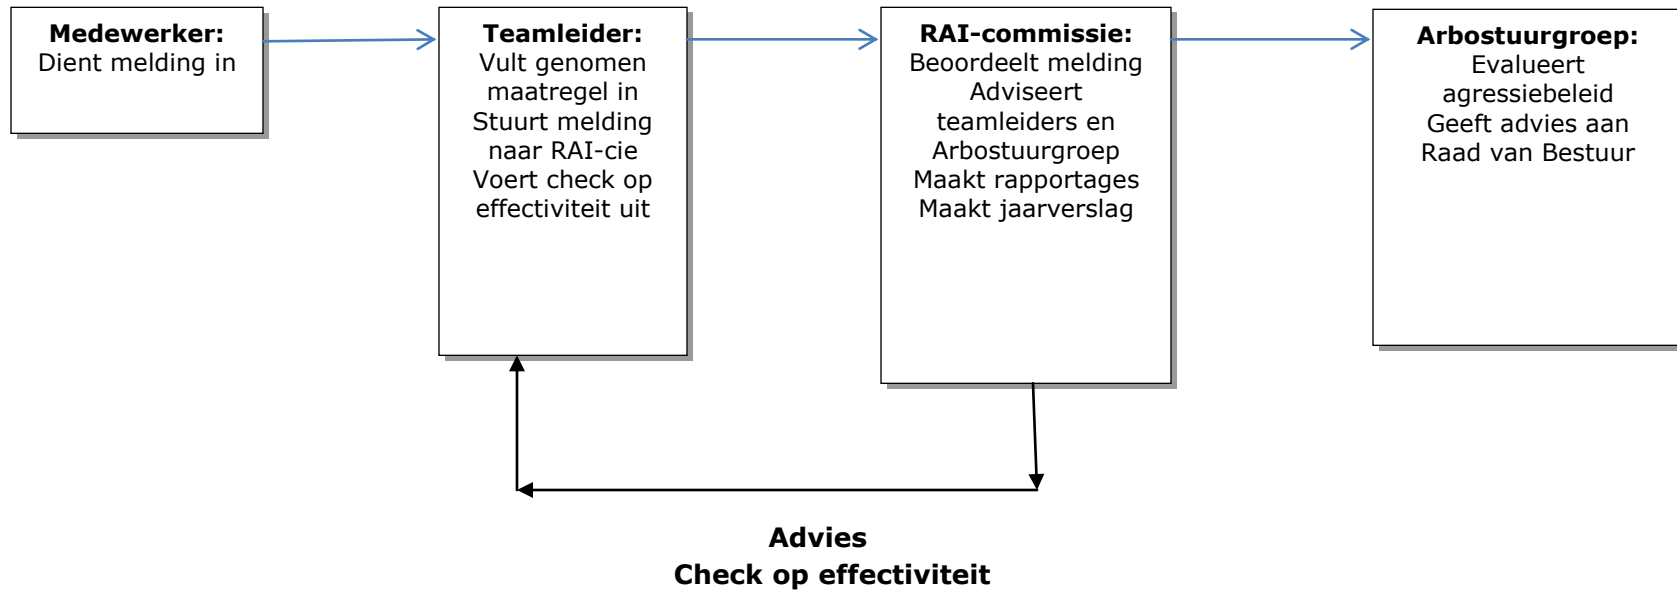 Medewerker:
Dient melding in
Teamleider:
Vult genomen
maatregel in
Stuurt melding
naar RAI-cie
Voert check op
effectiviteit uit
RAI-commissie:
Beoordeelt melding
Adviseert
teamleiders en
Arbostuurgroep
Maakt rapportages
Maakt jaarverslag
Arbostuurgroep:
Evalueert
agressiebeleid
Geeft advies aan
Raad van Bestuur
Advies
Check op effectiviteit